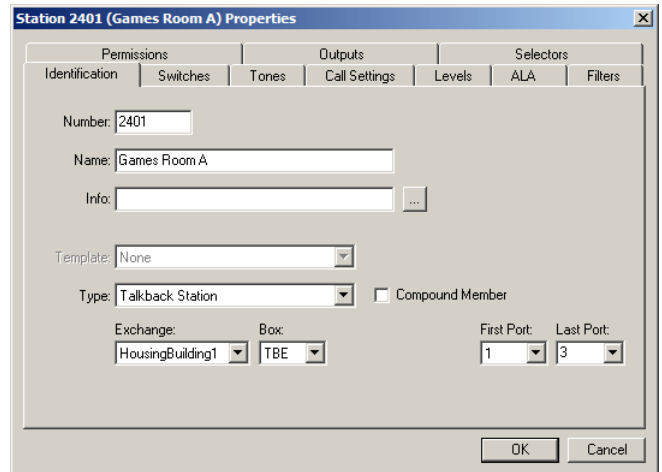 Station 2401 (Games Room A) Properties
Permissions Outputs Selectors
Identification Switches Tones Call Settings Levels ALA Filters
Number: 2401
Name: Games Room A
Info: ...
Template: None
Type: Talkback Station Compound Member
Exchange: Box: First Port: Last Port:
HousingBuilding1 TBE 1 3
OK Cancel